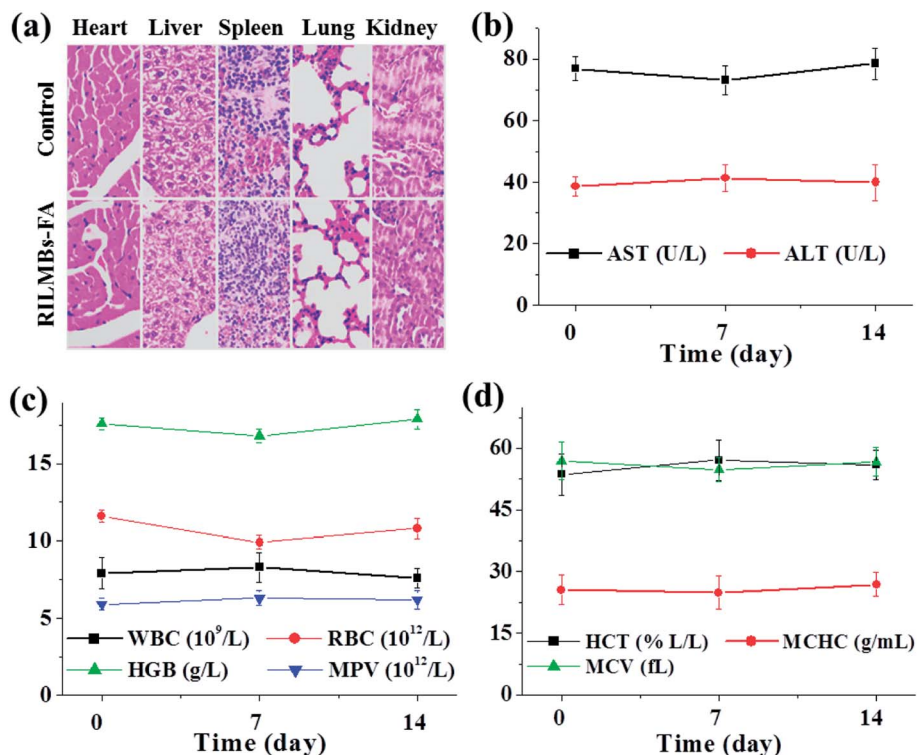 (a)
Heart Liver Spleen Lung Kidney
Control
RILMBs-FA
(b)
80
60
40
20
0
AST (U/L) ALT (U/L)
0 7 14
Time (day)
(c)
15
10
5
0
WBC (10⁹/L) RBC (10¹²/L)
HGB (g/L) MPV (10¹²/L)
0 7 14
Time (day)
(d)
60
45
30
15
0
HCT (% L/L) MCHC (g/mL)
MCV (fL)
0 7 14
Time (day)